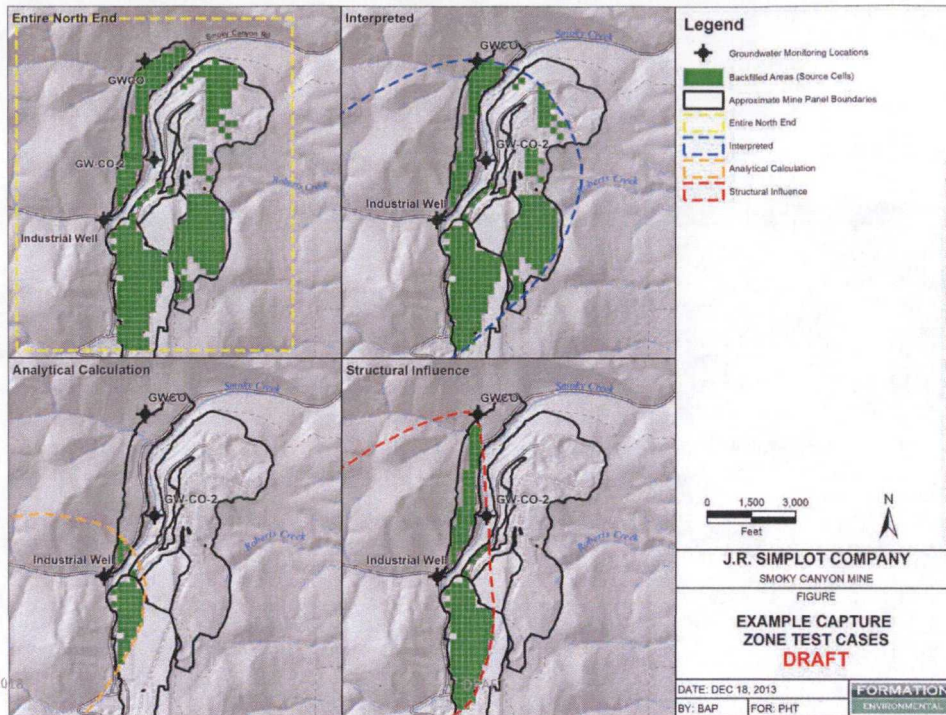 Entire North End
Smoky Canyon Rd
Smoky Creek
GWCO
GW-CO-2
Roberts Creek
Industrial Well
Interpreted
Smoky Creek
GWCO
GW-CO-2
Roberts Creek
Industrial Well
Analytical Calculation
Smoky Creek
GWCO
GW-CO-2
Roberts Creek
Industrial Well
Structural Influence
Smoky Creek
GWCO
GW-CO-2
Roberts Creek
Industrial Well
Legend
Groundwater Monitoring Locations
Backfilled Areas (Source Cells)
Approximate Mine Panel Boundaries
Entire North End
Interpreted
Analytical Calculation
Structural Influence
0 1,500 3,000
Feet
N
J.R. SIMPLOT COMPANY
SMOKY CANYON MINE
FIGURE
EXAMPLE CAPTURE
ZONE TEST CASES
DRAFT
DATE: DEC 18, 2013
BY: BAP
FOR: PHT
FORMATION
ENVIRONMENTAL